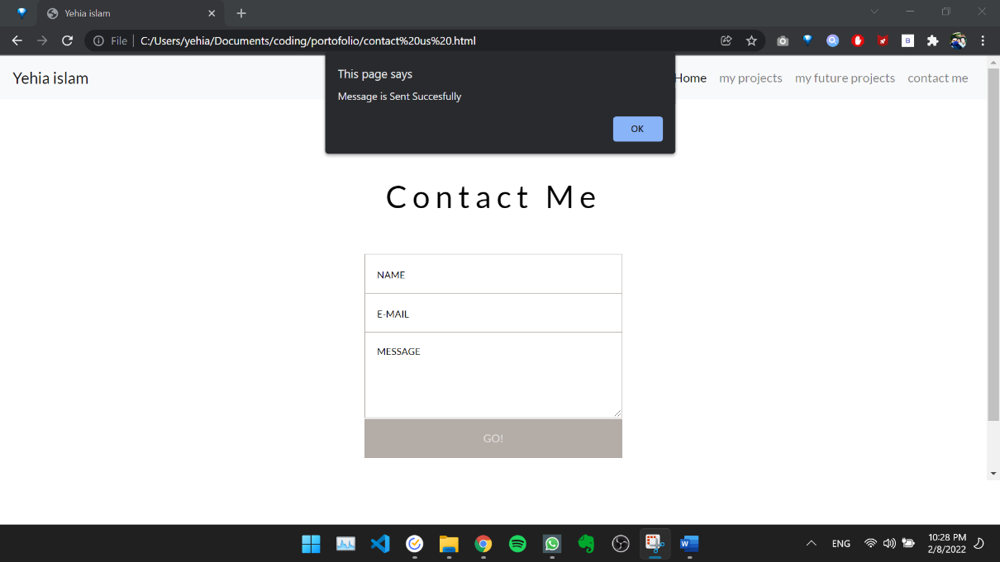 Yehia islam
File
C:/Users/yehia/Documents/coding/portofolio/contact%20us%20.html
Yehia islam
Home
my projects
my future projects
contact me
This page says
Message is Sent Succesfully
OK
Contact Me
NAME
E-MAIL
MESSAGE
GO!
ENG
10:28 PM
2/8/2022